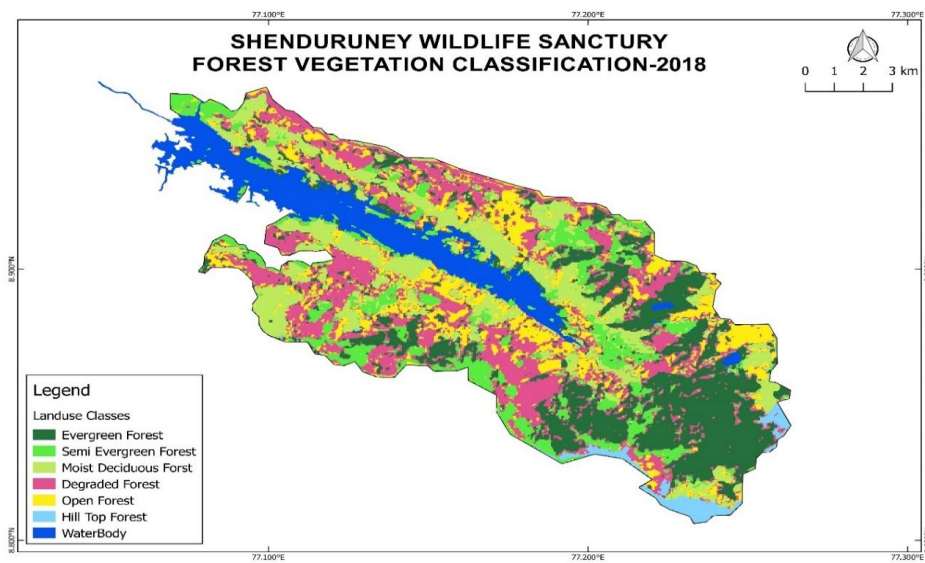 77.100°E 77.200°E 77.300°E
SHENDURUNEY WILDLIFE SANCTURY
FOREST VEGETATION CLASSIFICATION-2018
0 1 2 3 km
8.900°N
Legend
Landuse Classes
Evergreen Forest
Semi Evergreen Forest
Moist Deciduous Forst
Degraded Forest
Open Forest
Hill Top Forest
WaterBody
8.800°N
77.100°E 77.200°E 77.300°E